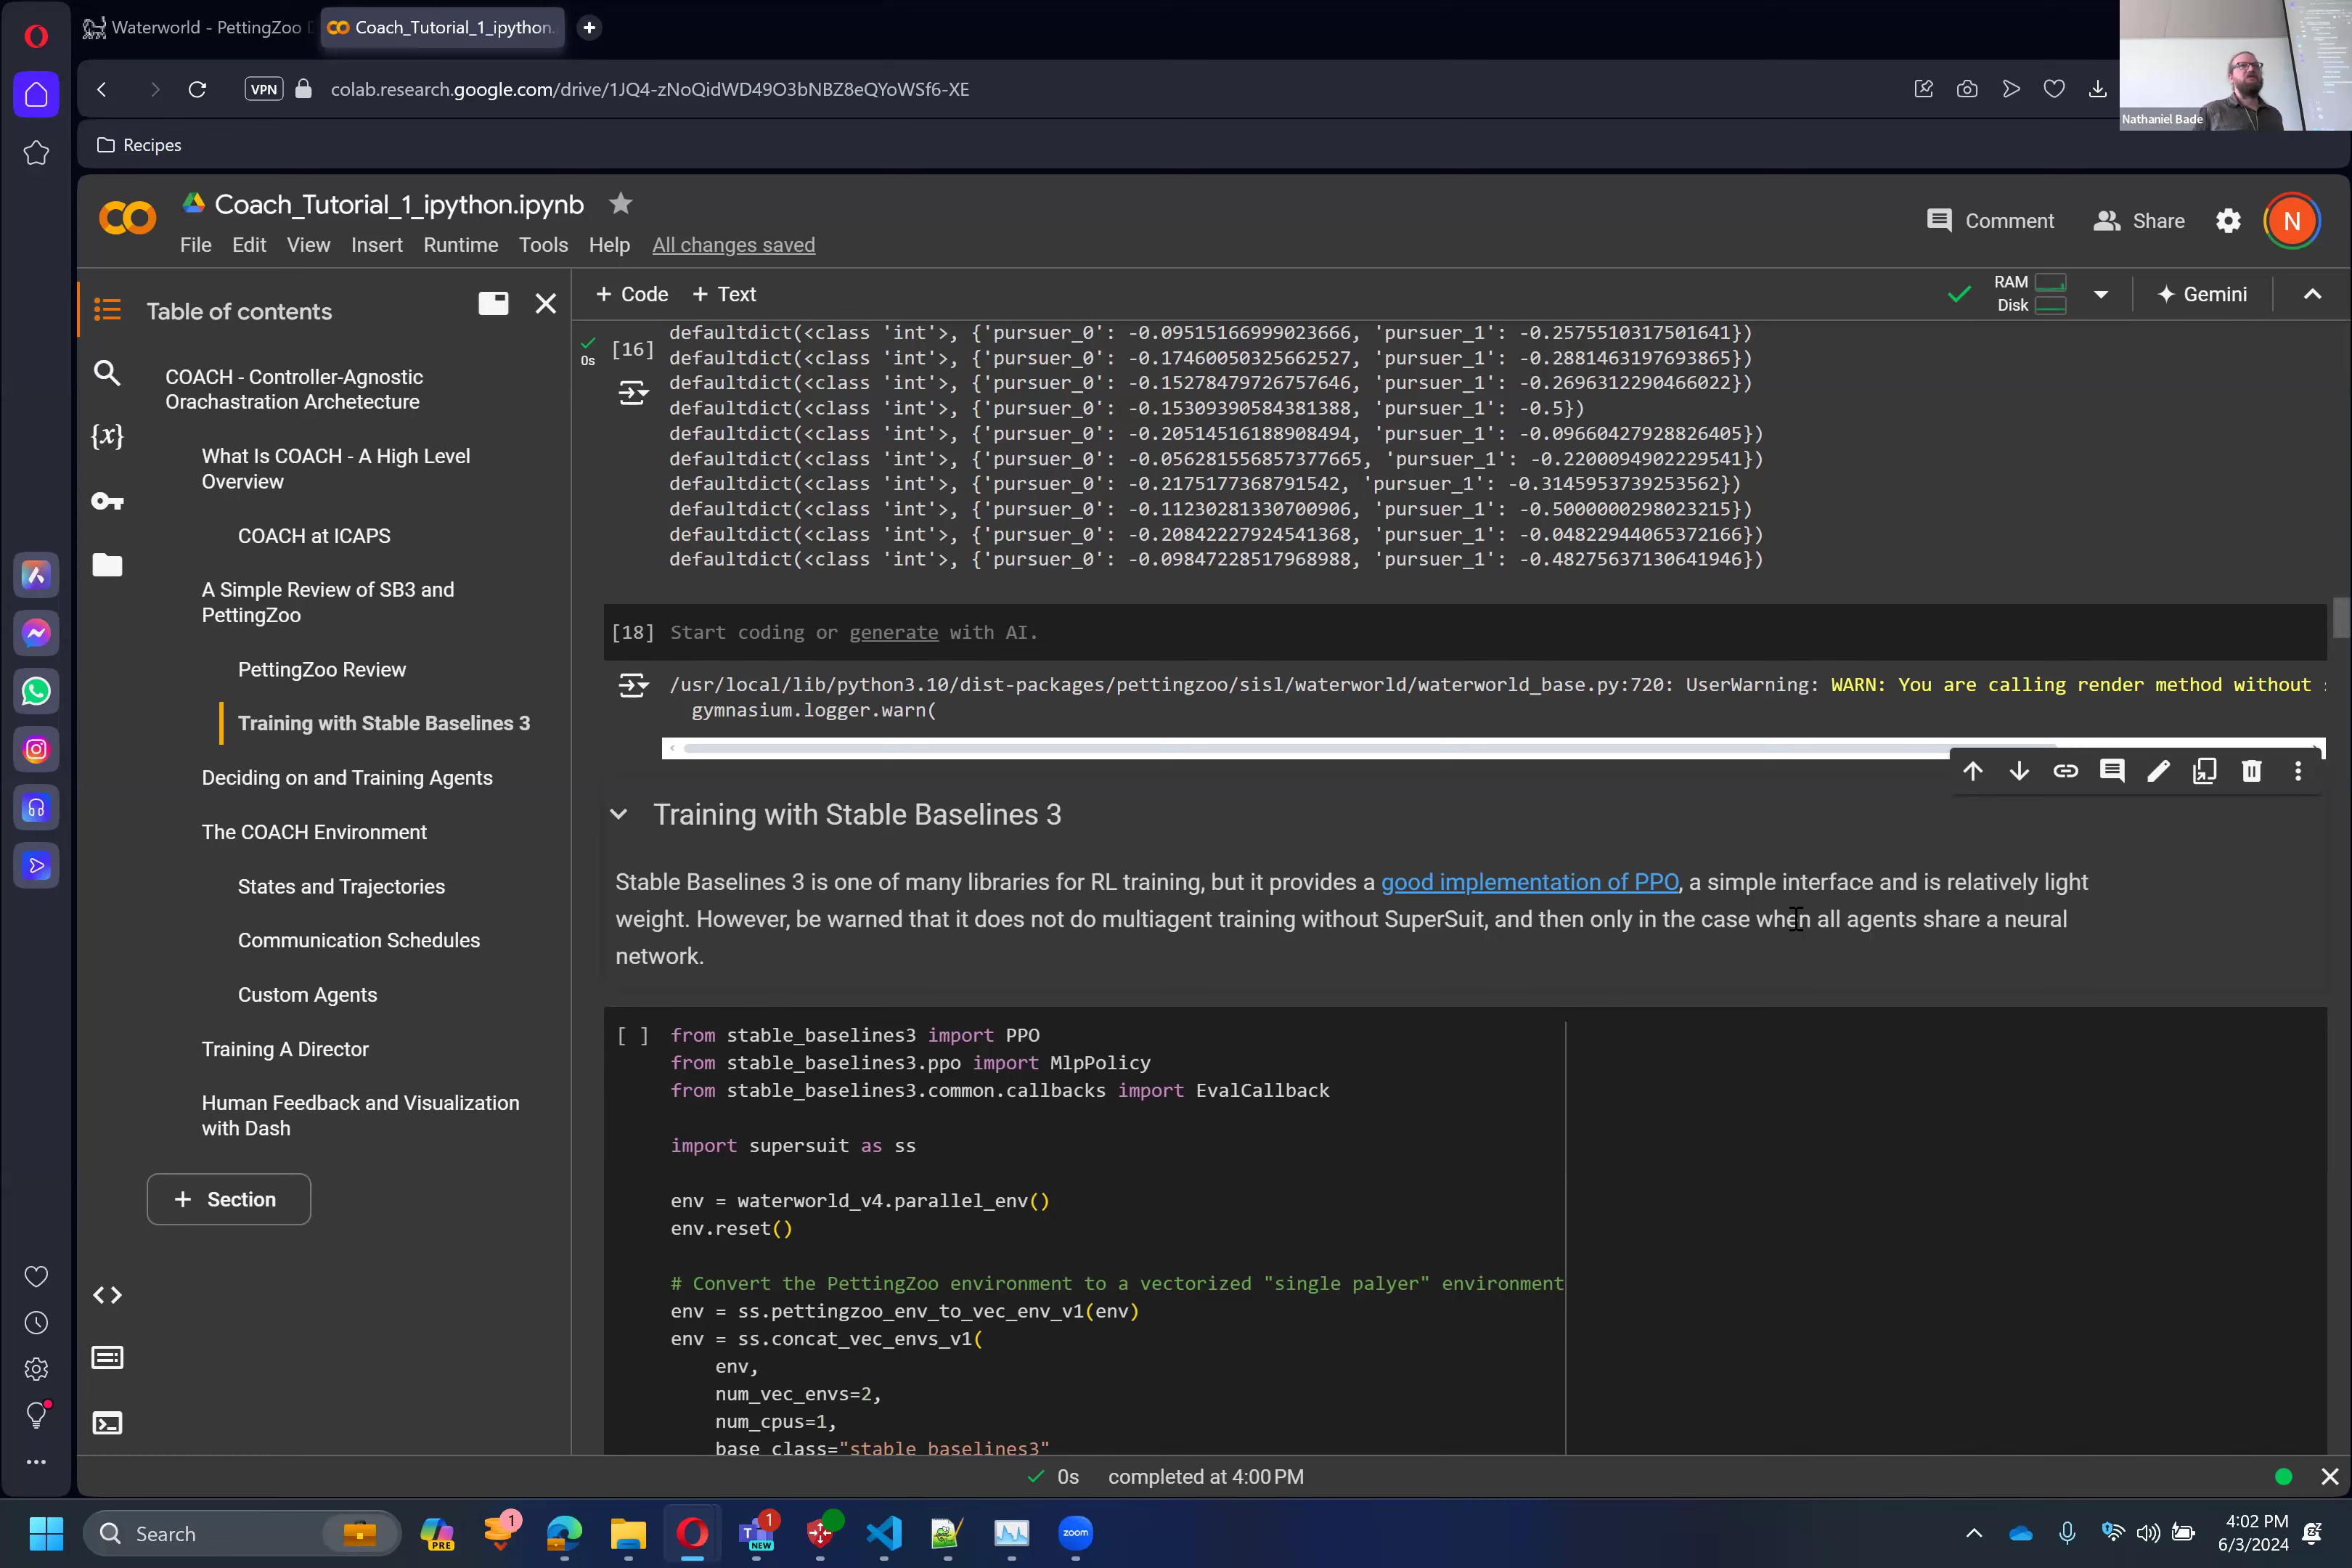 Waterworld - PettingZoo
Coach_Tutorial_1_ipython.
VPN
colab.research.google.com/drive/1JQ4-zNoQidWD49O3bNBZ8eQYoWSf6-XE
Nathaniel Bade
Recipes
Coach_Tutorial_1_ipython.ipynb
Comment
Share
N
File Edit View Insert Runtime Tools Help All changes saved
Table of contents
+ Code + Text
RAM
Disk
Gemini
COACH - Controller-Agnostic
Orachastration Archetecture
What Is COACH - A High Level
Overview
COACH at ICAPS
A Simple Review of SB3 and
PettingZoo
PettingZoo Review
Training with Stable Baselines 3
Deciding on and Training Agents
The COACH Environment
States and Trajectories
Communication Schedules
Custom Agents
Training A Director
Human Feedback and Visualization
with Dash
+ Section
{x}
0s
[16]
defaultdict(<class 'int'>, {'pursuer_0': -0.09515166999023666, 'pursuer_1': -0.2575510317501641})
defaultdict(<class 'int'>, {'pursuer_0': -0.17460050325662527, 'pursuer_1': -0.2881463197693865})
defaultdict(<class 'int'>, {'pursuer_0': -0.15278479726757646, 'pursuer_1': -0.2696312290466022})
defaultdict(<class 'int'>, {'pursuer_0': -0.15309390584381388, 'pursuer_1': -0.5})
defaultdict(<class 'int'>, {'pursuer_0': -0.20514516188908494, 'pursuer_1': -0.09660427928826405})
defaultdict(<class 'int'>, {'pursuer_0': -0.056281556857377665, 'pursuer_1': -0.2200094902229541})
defaultdict(<class 'int'>, {'pursuer_0': -0.2175177368791542, 'pursuer_1': -0.3145953739253562})
defaultdict(<class 'int'>, {'pursuer_0': -0.11230281330700906, 'pursuer_1': -0.5000000298023215})
defaultdict(<class 'int'>, {'pursuer_0': -0.20842227924541368, 'pursuer_1': -0.04822944065372166})
defaultdict(<class 'int'>, {'pursuer_0': -0.09847228517968988, 'pursuer_1': -0.48275637130641946})
[18] Start coding or generate with AI.
/usr/local/lib/python3.10/dist-packages/pettingzoo/sisl/waterworld/waterworld_base.py:720: UserWarning: WARN: You are calling render method without
gymnasium.logger.warn(
Training with Stable Baselines 3
Stable Baselines 3 is one of many libraries for RL training, but it provides a good implementation of PPO, a simple interface and is relatively light
weight. However, be warned that it does not do multiagent training without SuperSuit, and then only in the case when all agents share a neural
network.
[ ] from stable_baselines3 import PPO
from stable_baselines3.ppo import MlpPolicy
from stable_baselines3.common.callbacks import EvalCallback
import supersuit as ss
env = waterworld_v4.parallel_env()
env.reset()
# Convert the PettingZoo environment to a vectorized "single palyer" environment
env = ss.pettingzoo_env_to_vec_env_v1(env)
env = ss.concat_vec_envs_v1(
env,
num_vec_envs=2,
num_cpus=1,
base_class="stable_baselines3"
0s completed at 4:00 PM
Search
PRE
1
1
T
NEW
zoom
4:02 PM
6/3/2024